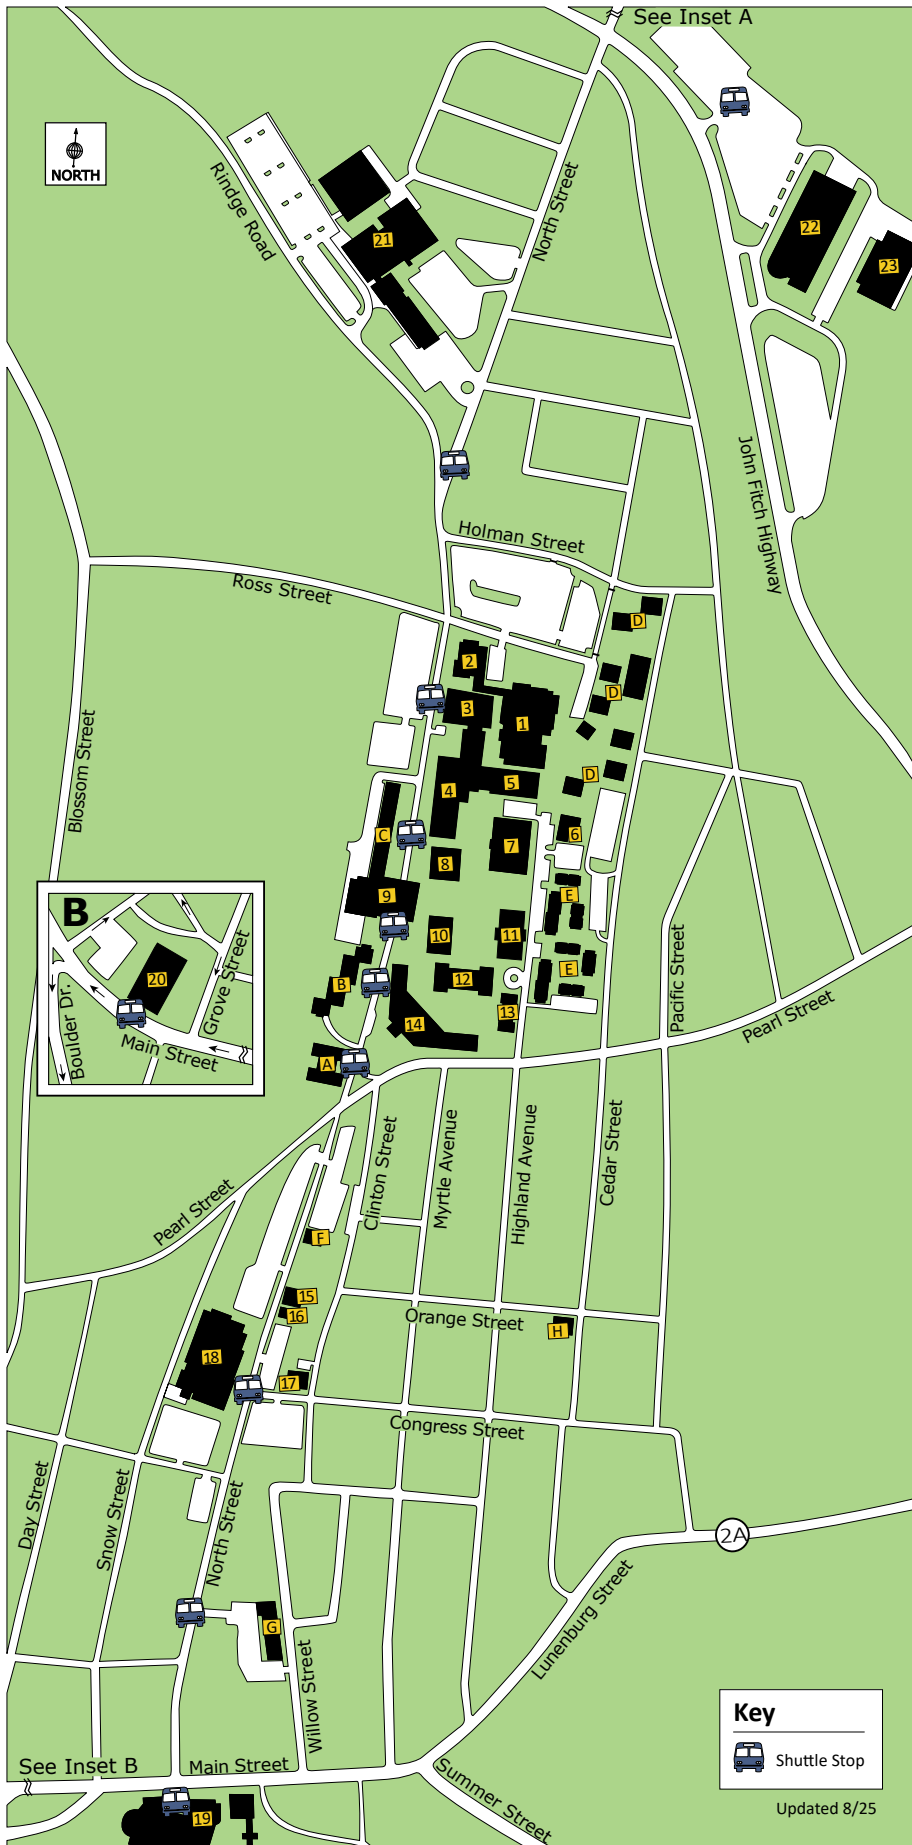 See Inset A
NORTH
Rindge Road
North Street
21
22
23
John Fitch Highway
Holman Street
Ross Street
D
2
D
3
1
Blossom Street
D
5
4
C
6
7
8
E
9
B
10
11
20
Grove Street
E
12
B
Boulder Dr.
Main Street
13
14
Pacific Street
Pearl Street
A
Clinton Street
Myrtle Avenue
Highland Avenue
Cedar Street
Pearl Street
F
15
16
Orange Street
H
18
17
Congress Street
Day Street
Snow Street
North Street
2A
G
Willow Street
Lunenburg Street
Key
Shuttle Stop
See Inset B
Main Street
Summer Street
19
Updated 8/25